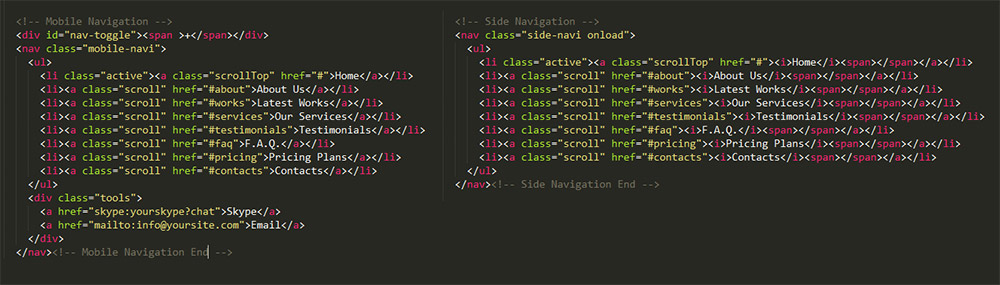 <!-- Mobile Navigation -->
<div id="nav-toggle"><span >+</span></div>
<nav class="mobile-navi">
<ul>
<li class="active"><a class="scrollTop" href="#">Home</a></li>
<li><a class="scroll" href="#about">About Us</a></li>
<li><a class="scroll" href="#works">Latest Works</a></li>
<li><a class="scroll" href="#services">Our Services</a></li>
<li><a class="scroll" href="#testimonials">Testimonials</a></li>
<li><a class="scroll" href="#faq">F.A.Q.</a></li>
<li><a class="scroll" href="#pricing">Pricing Plans</a></li>
<li><a class="scroll" href="#contacts">Contacts</a></li>
</ul>
<div class="tools">
<a href="skype:yourskype?chat">Skype</a>
<a href="mailto:info@yoursite.com">Email</a>
</div>
</nav><!-- Mobile Navigation End -->
<!-- Side Navigation -->
<nav class="side-navi onload">
<ul>
<li class="active"><a class="scrollTop" href="#"><i>Home</i><span></span></a></li>
<li><a class="scroll" href="#about"><i>About Us</i><span></span></a></li>
<li><a class="scroll" href="#works"><i>Latest Works</i><span></span></a></li>
<li><a class="scroll" href="#services"><i>Our Services</i><span></span></a></li>
<li><a class="scroll" href="#testimonials"><i>Testimonials</i><span></span></a></li>
<li><a class="scroll" href="#faq"><i>F.A.Q.</i><span></span></a></li>
<li><a class="scroll" href="#pricing"><i>Pricing Plans</i><span></span></a></li>
<li><a class="scroll" href="#contacts"><i>Contacts</i><span></span></a></li>
</ul>
</nav><!-- Side Navigation End -->